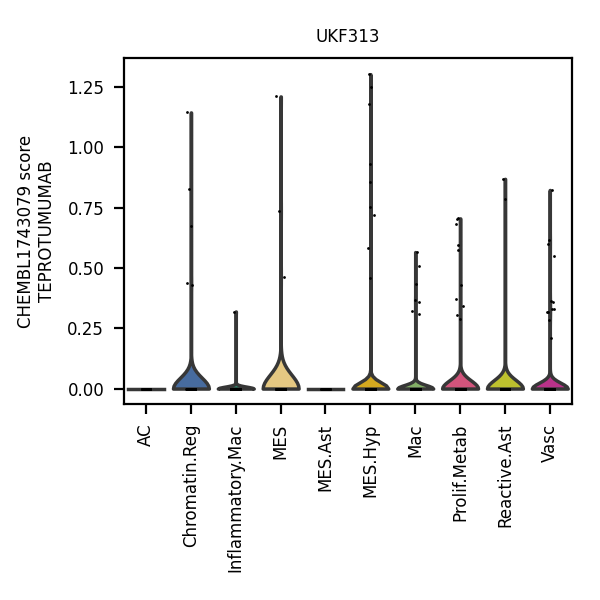 UKF313
CHEMBL1743079 score
TEPROTUMUMAB
1.25
1.00
0.75
0.50
0.25
0.00
AC
Chromatin.Reg
Inflammatory.Mac
MES
MES.Ast
MES.Hyp
Mac
Prolif.Metab
Reactive.Ast
Vasc